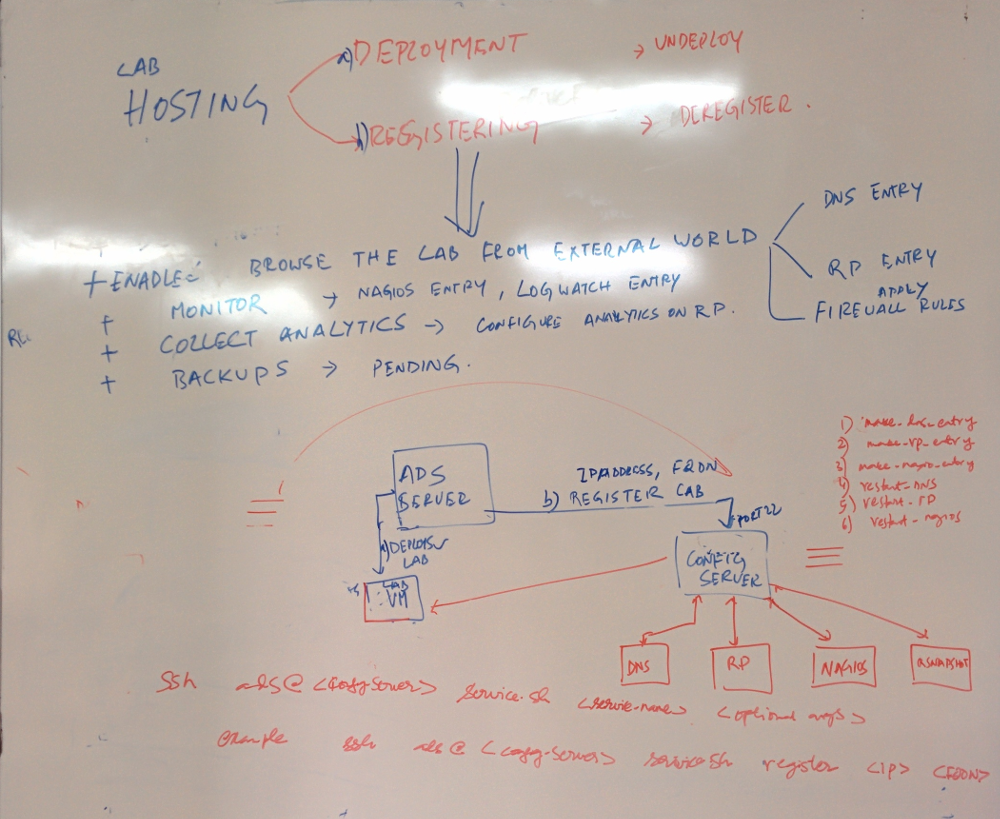 LAB
HOSTING
a) DEPLOYMENT → UNDEPLOY
b) REGISTERING → DEREGISTER.
+ ENABLE: BROWSE THE LAB FROM EXTERNAL WORLD
DNS ENTRY
RP ENTRY
APPLY
FIREWALL RULES
+ MONITOR → NAGIOS ENTRY, LOGWATCH ENTRY
+ COLLECT ANALYTICS → CONFIGURE ANALYTICS ON RP.
+ BACKUPS → PENDING.
1) make-dns-entry
2) make-rp-entry
3) make-nagios-entry
4) restart-DNS
5) restart-rp
6) restart-nagios
ADS
SERVER
IPADDRESS, FQDN
b) REGISTER LAB
PORT 22
a) DEPLOY
LAB
LAB
VM
CONFIG
SERVER
DNS
RP
NAGIOS
RSNAPSHOT
ssh ads@<config-server> service.sh <service-name> <optional args>
example ssh ads@<config-server> service.sh register <IP> <FQDN>